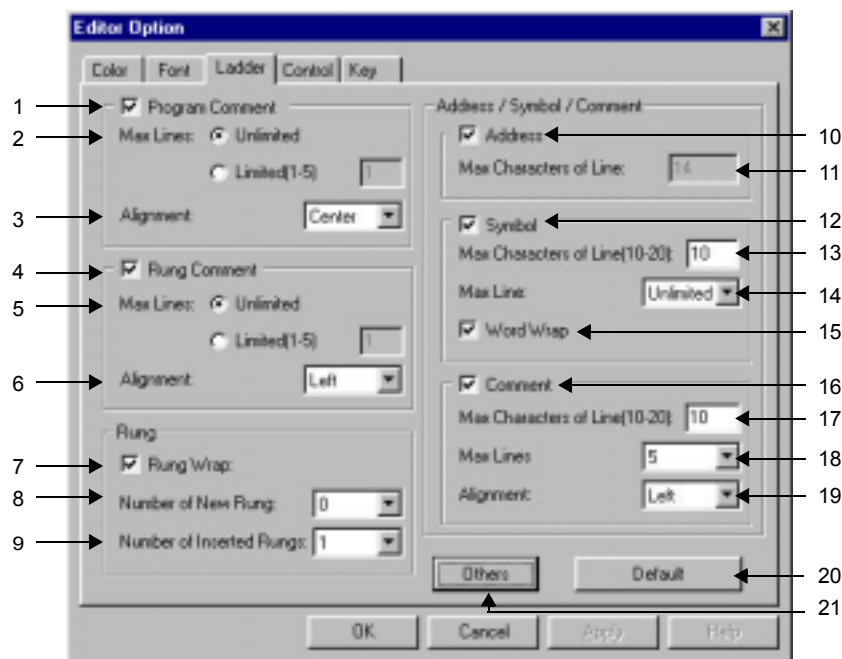 Editor Option
Color Font Ladder Control Key
1 Program Comment
2 Max Lines: Unlimited
Limited(1-5) 1
3 Alignment: Center
4 Rung Comment
5 Max Lines: Unlimited
Limited(1-5) 1
6 Alignment: Left
Rung
7 Rung Wrap:
8 Number of New Rung: 0
9 Number of Inserted Rungs: 1
Address / Symbol / Comment
Address 10
Max Characters of Line: 14 11
Symbol 12
Max Characters of Line(10-20): 10 13
Max Line: Unlimited 14
Word Wrap 15
Comment 16
Max Characters of Line(10-20): 10 17
Max Lines 5 18
Alignment: Left 19
Others Default 20
21
OK Cancel Apply Help